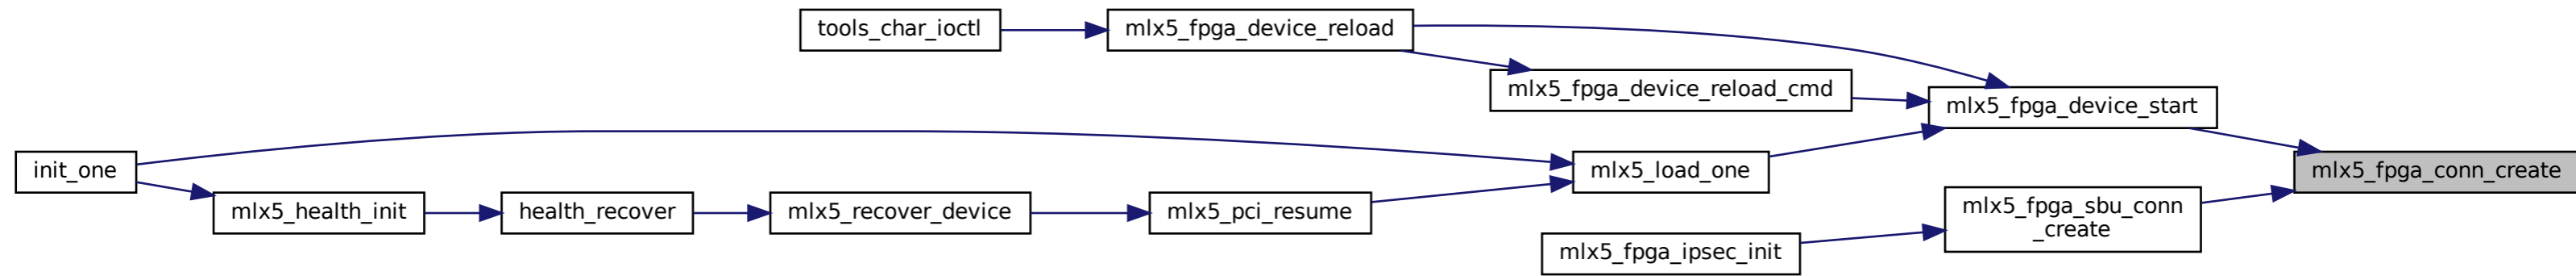 tools_char_ioctl
mlx5_fpga_device_reload
mlx5_fpga_device_reload_cmd
mlx5_fpga_device_start
init_one
mlx5_load_one
mlx5_fpga_conn_create
mlx5_health_init
health_recover
mlx5_recover_device
mlx5_pci_resume
mlx5_fpga_sbu_conn
_create
mlx5_fpga_ipsec_init